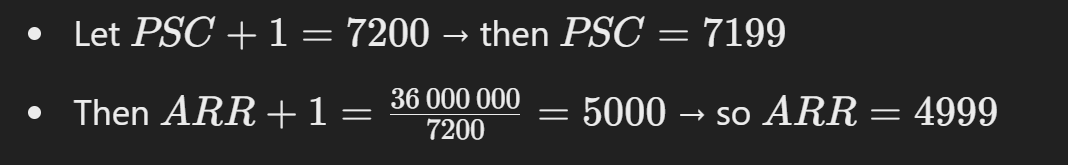 • Let PSC + 1 = 7200 → then PSC = 7199
• Then ARR + 1 = 36 000 000 / 7200 = 5000 → so ARR = 4999